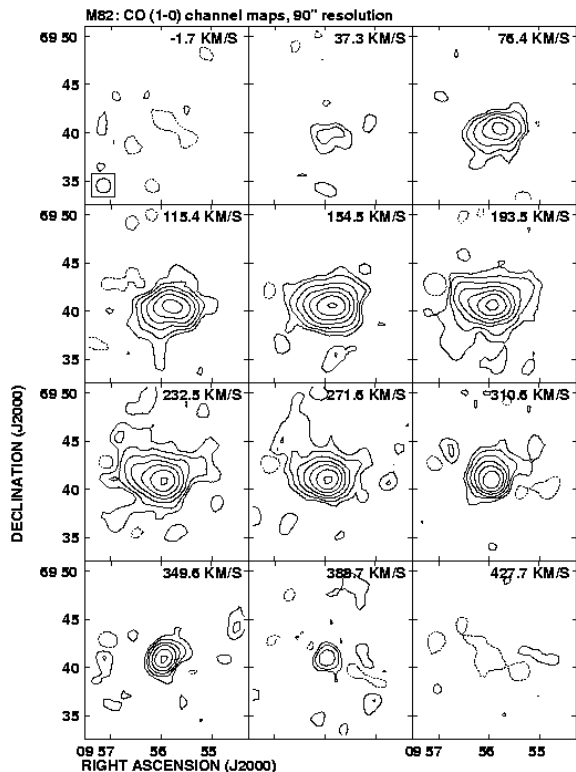 M82: CO (1-0) channel maps, 90" resolution
69 50
-1.7 KM/S
37.3 KM/S
76.4 KM/S
45
40
35
69 50
115.4 KM/S
154.5 KM/S
193.5 KM/S
45
40
35
69 50
232.5 KM/S
271.6 KM/S
310.6 KM/S
45
40
35
69 50
349.6 KM/S
388.7 KM/S
427.7 KM/S
45
40
35
DECLINATION (J2000)
09 57 56 55
09 57 56 55
RIGHT ASCENSION (J2000)